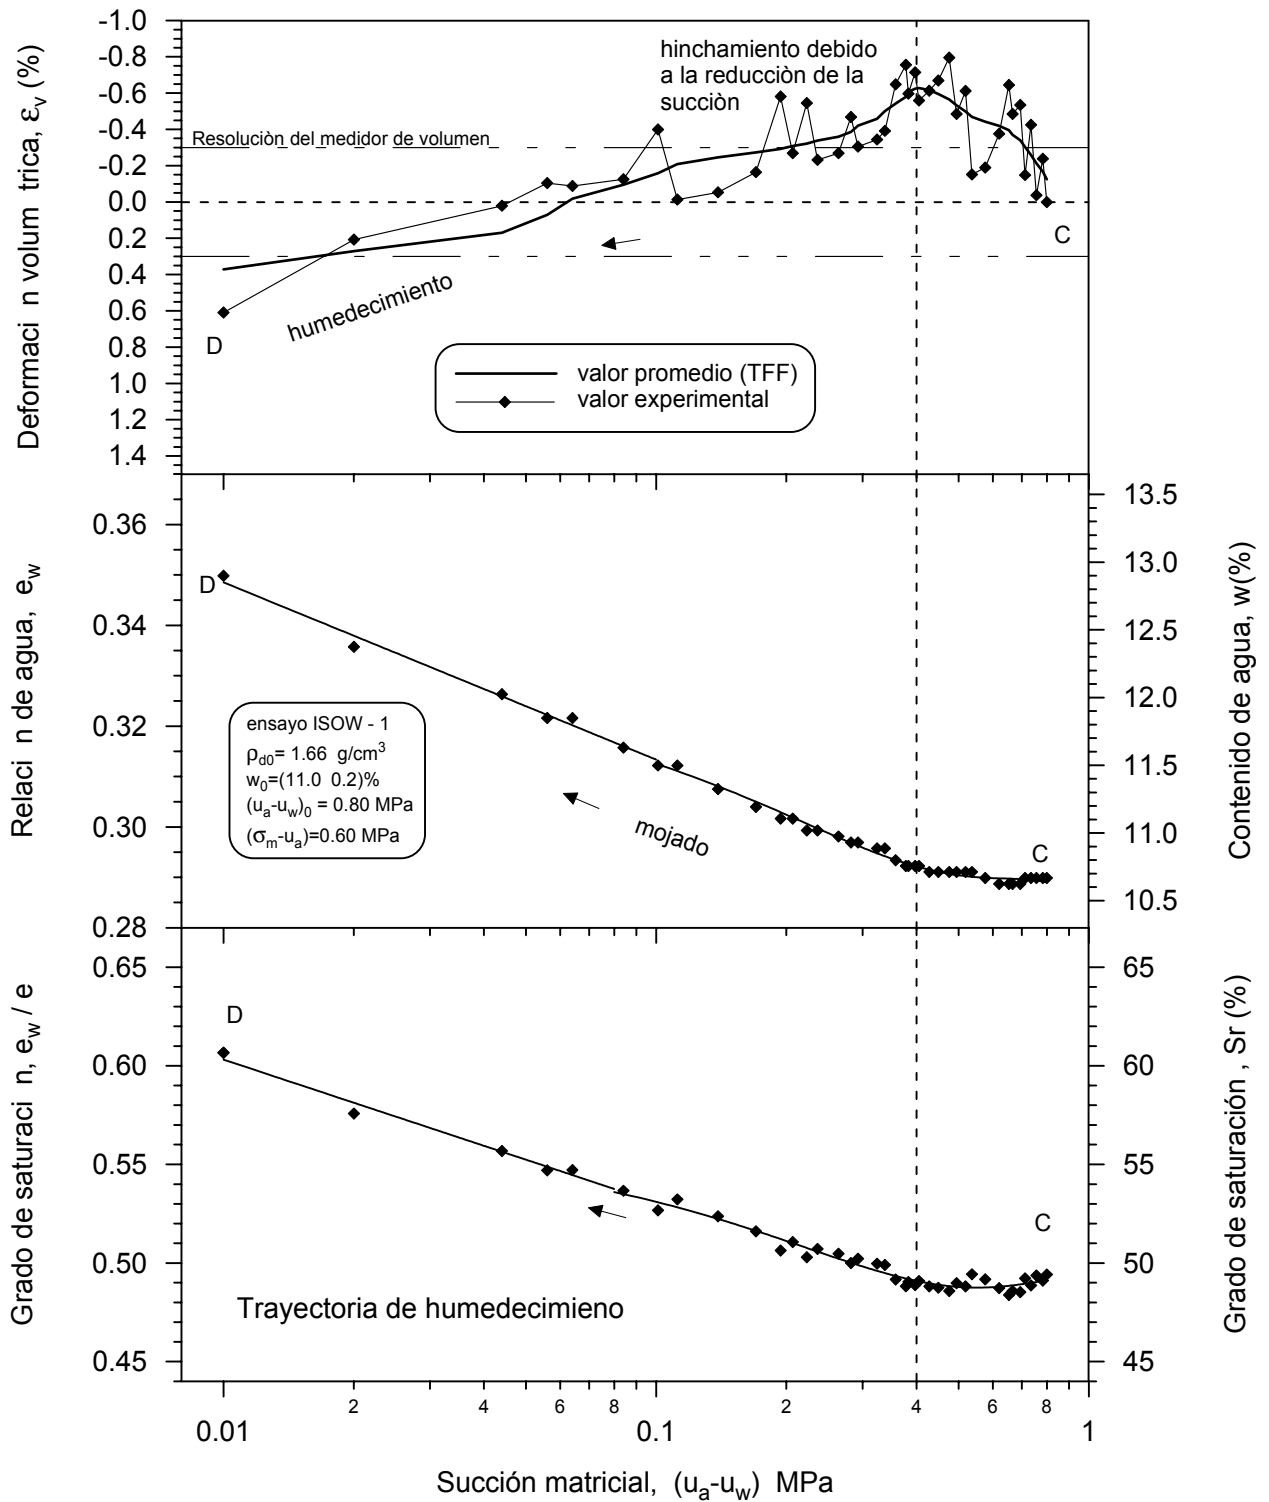 Deformaci n volum trica, εv (%)
-1.0
-0.8
-0.6
-0.4
-0.2
0.0
0.2
0.4
0.6
0.8
1.0
1.2
1.4
hinchamiento debido
a la reducciòn de la
succiòn
Resoluciòn del medidor de volumen
C
humedecimiento
D
valor promedio (TFF)
valor experimental
Relaci n de agua, ew
0.36
0.34
0.32
0.30
0.28
D
ensayo ISOW - 1
ρd0= 1.66 g/cm3
w0=(11.0 0.2)%
(ua-uw)0 = 0.80 MPa
(σm-ua)=0.60 MPa
mojado
C
13.5
13.0
12.5
12.0
11.5
11.0
10.5
Contenido de agua, w(%)
Grado de saturaci n, ew / e
0.65
0.60
0.55
0.50
0.45
D
C
Trayectoria de humedecimieno
65
60
55
50
45
Grado de saturación , Sr (%)
2 4 6 8 2 4 6 8
0.01 0.1 1
Succión matricial, (ua-uw) MPa